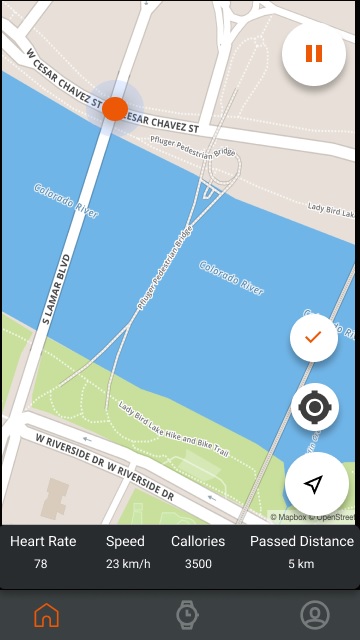 W CESAR CHAVEZ ST
CESAR CHAVEZ ST
Pfluger Pedestrian Bridge
Lady Bird Lake
Colorado River
Colorado River
Pfluger Pedestrian Bridge
S LAMAR BLVD
Lady Bird Lake Hike and Bike Trail
W RIVERSIDE DR W RIVERSIDE DR
© Mapbox © OpenStreet
Heart Rate Speed Callories Passed Distance
78 23 km/h 3500 5 km